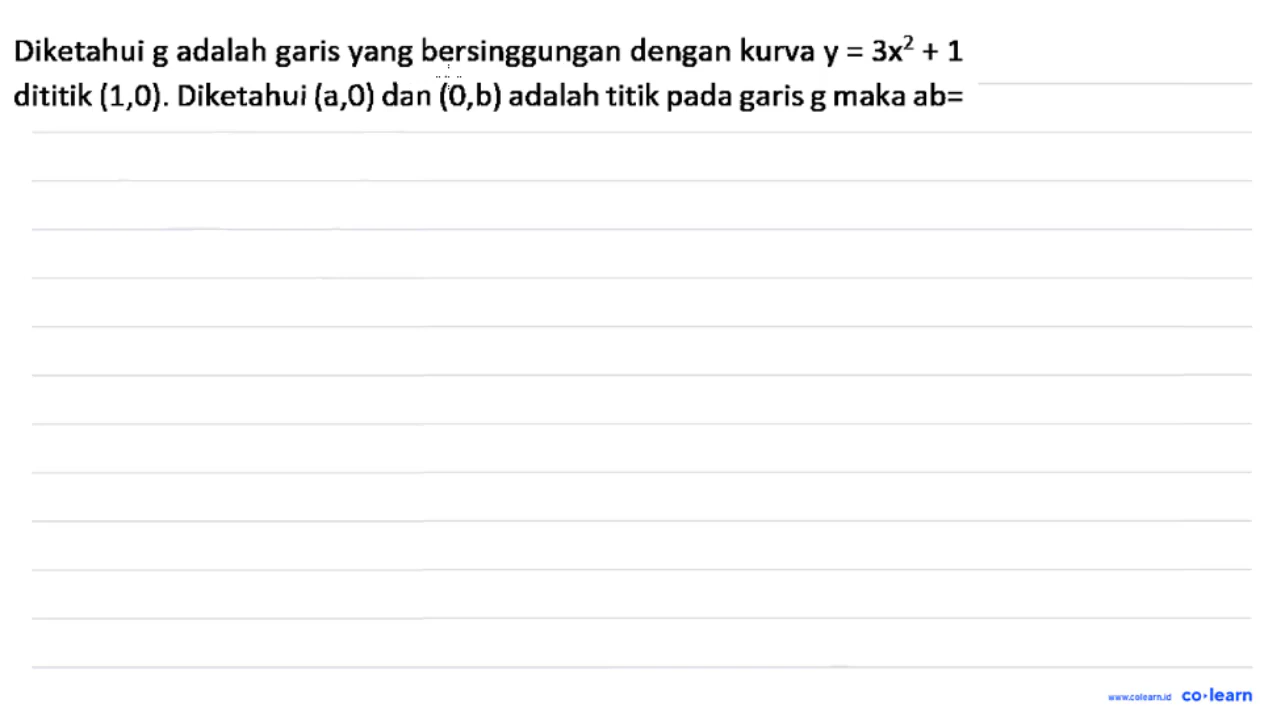 Diketahui g adalah garis yang bersinggungan dengan kurva y = 3x² + 1
dititik (1,0). Diketahui (a,0) dan (0,b) adalah titik pada garis g maka ab=
www.colearn.id co·learn